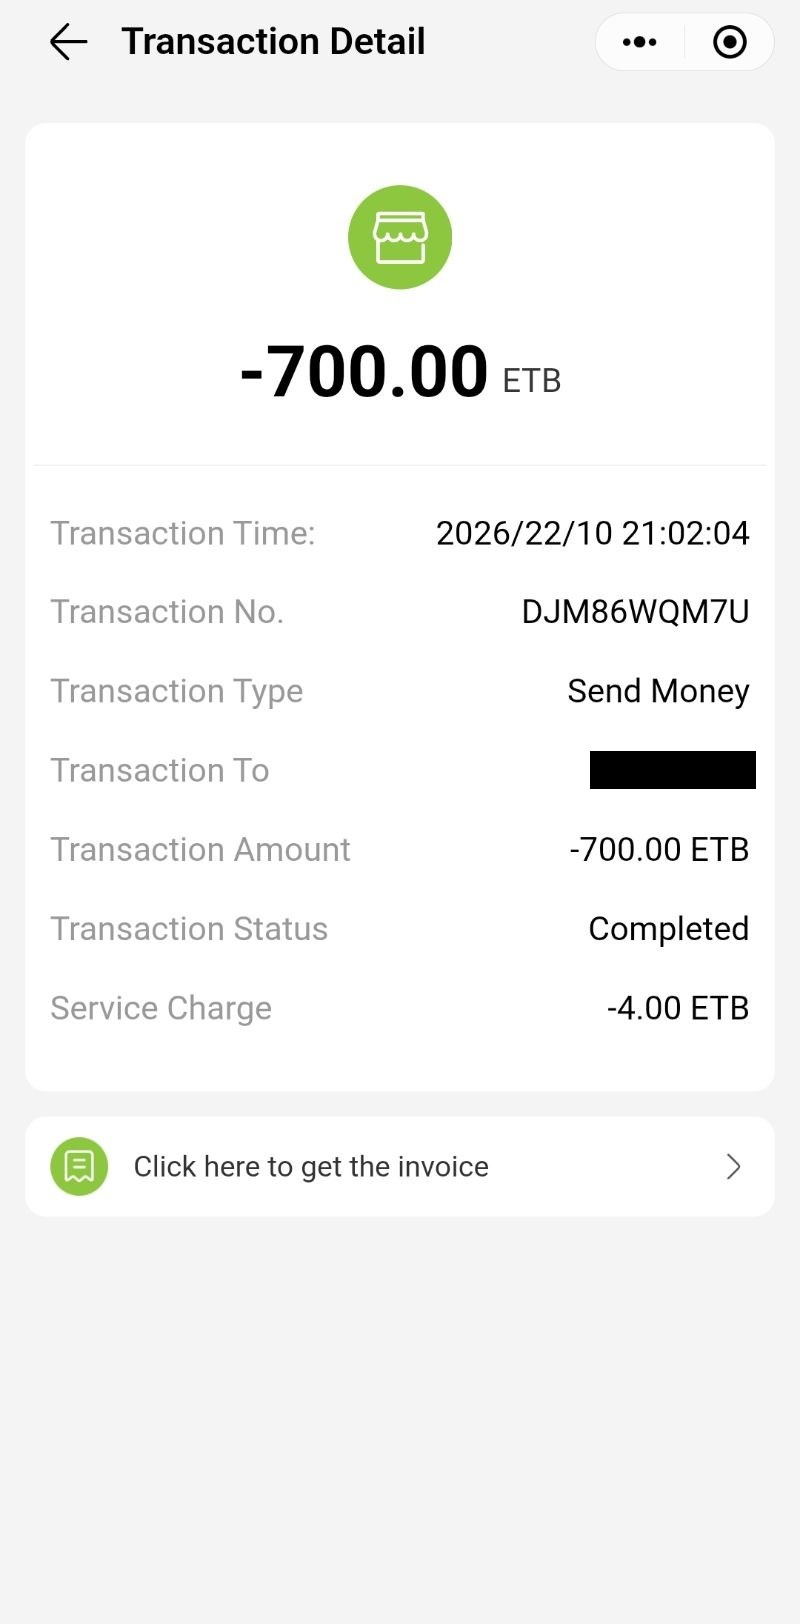 Transaction Detail
-700.00 ETB
Transaction Time: 2026/22/10 21:02:04
Transaction No. DJM86WQM7U
Transaction Type Send Money
Transaction To
Transaction Amount -700.00 ETB
Transaction Status Completed
Service Charge -4.00 ETB
Click here to get the invoice